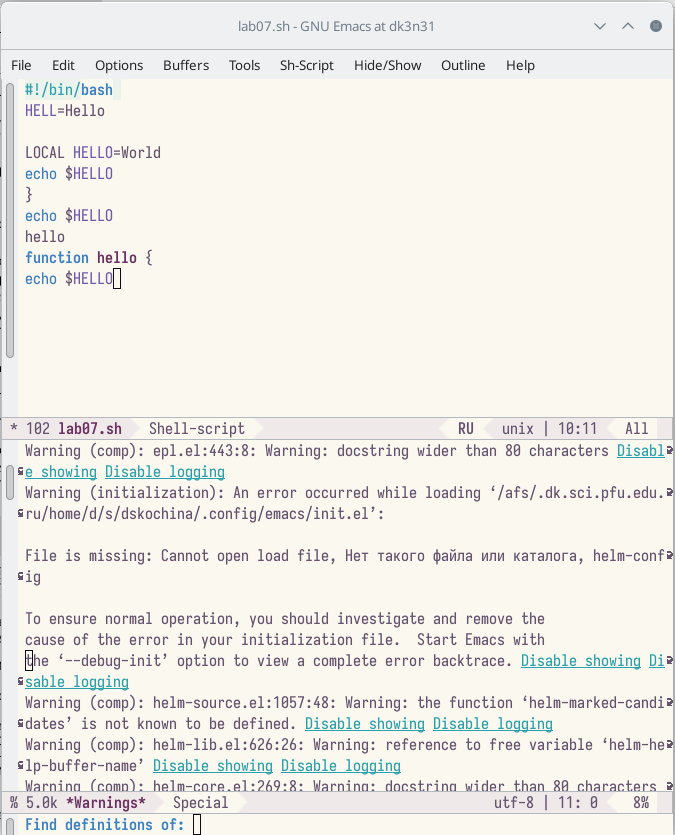 lab07.sh - GNU Emacs at dk3n31
File Edit Options Buffers Tools Sh-Script Hide/Show Outline Help
#!/bin/bash
HELL=Hello
LOCAL HELLO=World
echo $HELLO
}
echo $HELLO
hello
function hello {
echo $HELLO
* 102 lab07.sh Shell-script RU unix | 10:11 All
Warning (comp): epl.el:443:8: Warning: docstring wider than 80 characters Disabl
e showing Disable logging
Warning (initialization): An error occurred while loading ‘/afs/.dk.sci.pfu.edu.
ru/home/d/s/dskochina/.config/emacs/init.el’:
File is missing: Cannot open load file, Нет такого файла или каталога, helm-conf
ig
To ensure normal operation, you should investigate and remove the
cause of the error in your initialization file.  Start Emacs with
the ‘--debug-init’ option to view a complete error backtrace. Disable showing Di
sable logging
Warning (comp): helm-source.el:1057:48: Warning: the function ‘helm-marked-candi
dates’ is not known to be defined. Disable showing Disable logging
Warning (comp): helm-lib.el:626:26: Warning: reference to free variable ‘helm-he
lp-buffer-name’ Disable showing Disable logging
Warning (comp): helm-core.el:269:8: Warning: docstring wider than 80 characters
% 5.0k *Warnings* Special utf-8 | 11: 0 8%
Find definitions of: